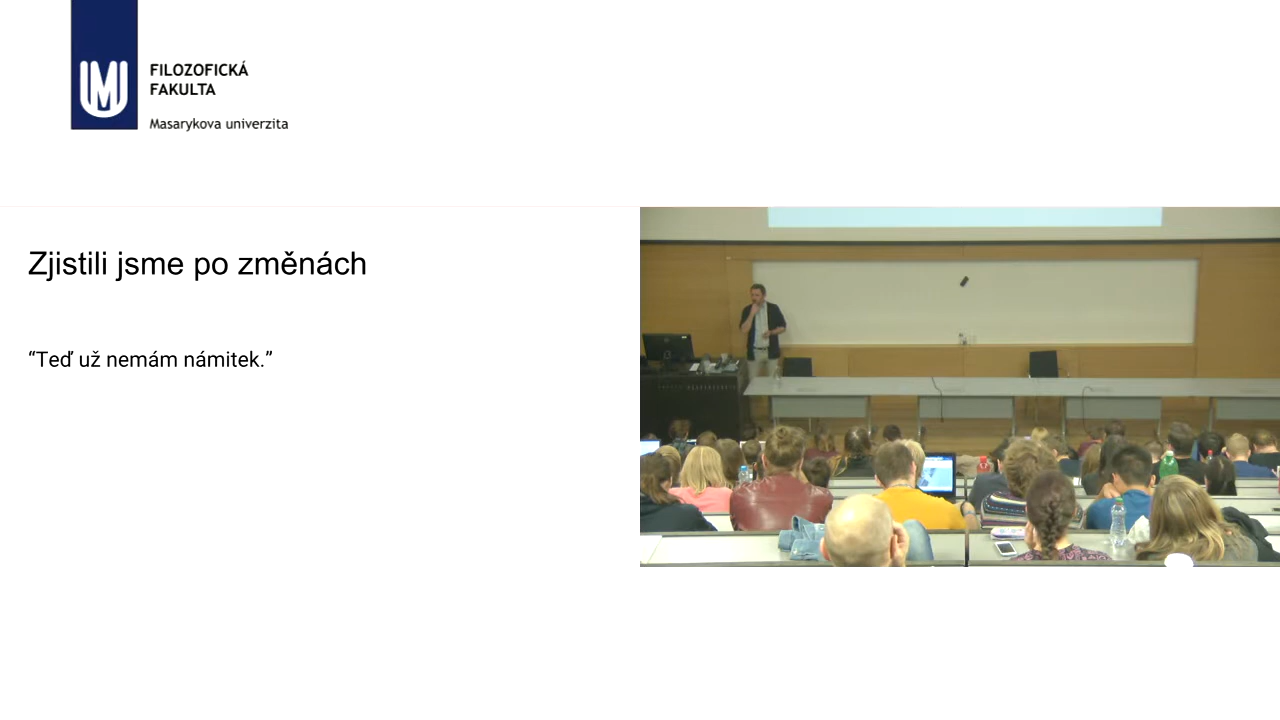 FILOZOFICKÁ
FAKULTA
Masarykova univerzita
Zjistili jsme po změnách
“Teď už nemám námitek.”